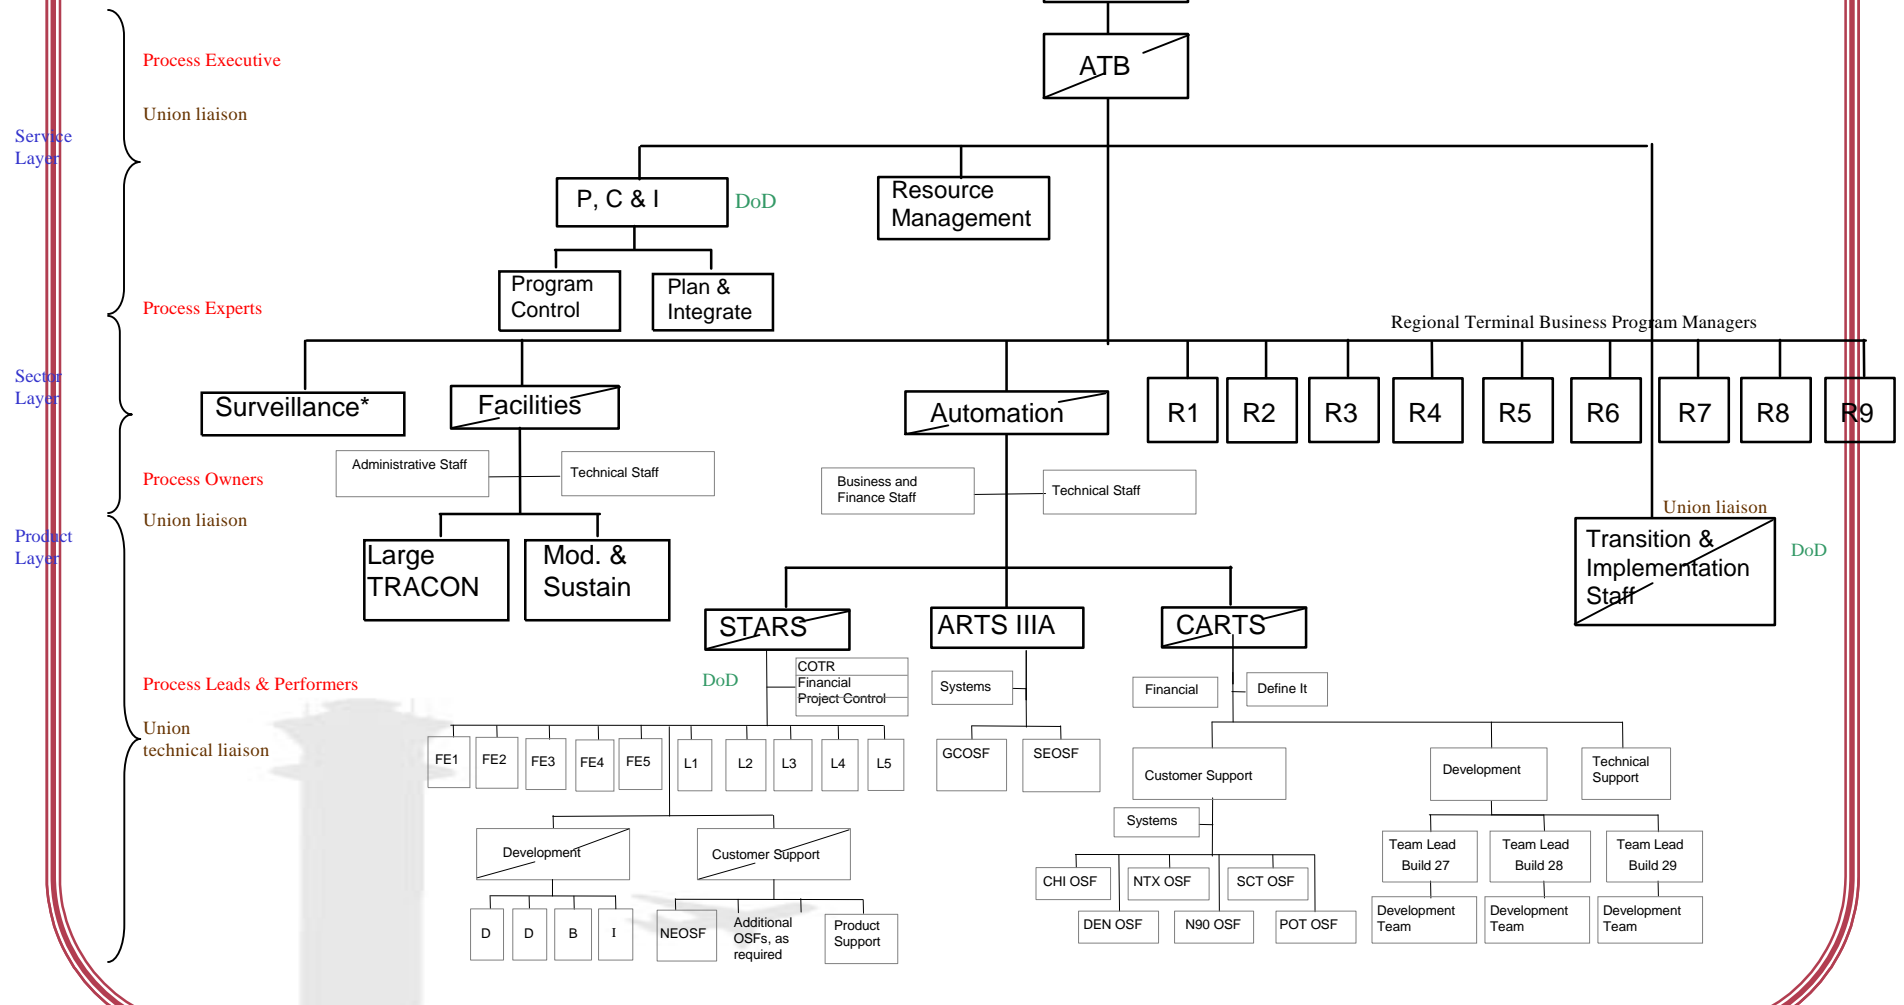 Process Executive
ATB
Union liaison
Service
Layer
P, C & I
DoD
Resource
Management
Program
Control
Plan &
Integrate
Process Experts
Regional Terminal Business Program Managers
Sector
Layer
Surveillance*
Facilities
Automation
R1
R2
R3
R4
R5
R6
R7
R8
R9
Administrative Staff
Technical Staff
Business and
Finance Staff
Technical Staff
Process Owners
Union liaison
Union liaison
Product
Layer
Large
TRACON
Mod. &
Sustain
Transition &
Implementation
Staff
DoD
STARS
ARTS IIIA
CARTS
Process Leads & Performers
DoD
COTR
Financial
Project Control
Systems
Financial
Define It
Union
technical liaison
FE1
FE2
FE3
FE4
FE5
L1
L2
L3
L4
L5
GCOSF
SEOSF
Customer Support
Development
Technical
Support
Systems
Development
Customer Support
Team Lead
Build 27
Team Lead
Build 28
Team Lead
Build 29
CHI OSF
NTX OSF
SCT OSF
DEN OSF
N90 OSF
POT OSF
Development
Team
Development
Team
Development
Team
D
D
B
I
NEOSF
Additional
OSFs, as
required
Product
Support